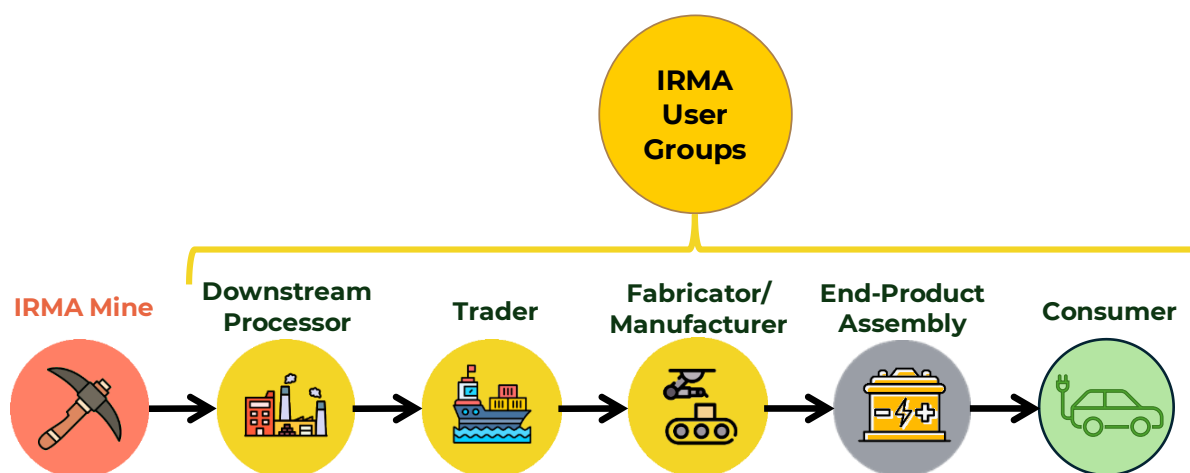 IRMA
User
Groups
IRMA Mine
Downstream
Processor
Trader
Fabricator/
Manufacturer
End-Product
Assembly
Consumer